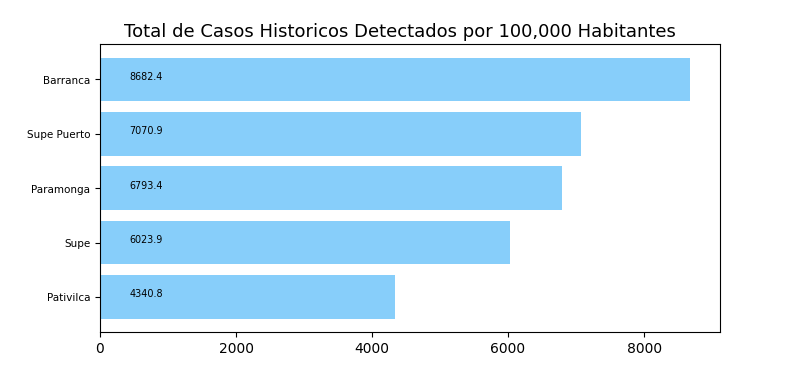 Total de Casos Historicos Detectados por 100,000 Habitantes
Barranca 8682.4
Supe Puerto 7070.9
Paramonga 6793.4
Supe 6023.9
Pativilca 4340.8
0 2000 4000 6000 8000